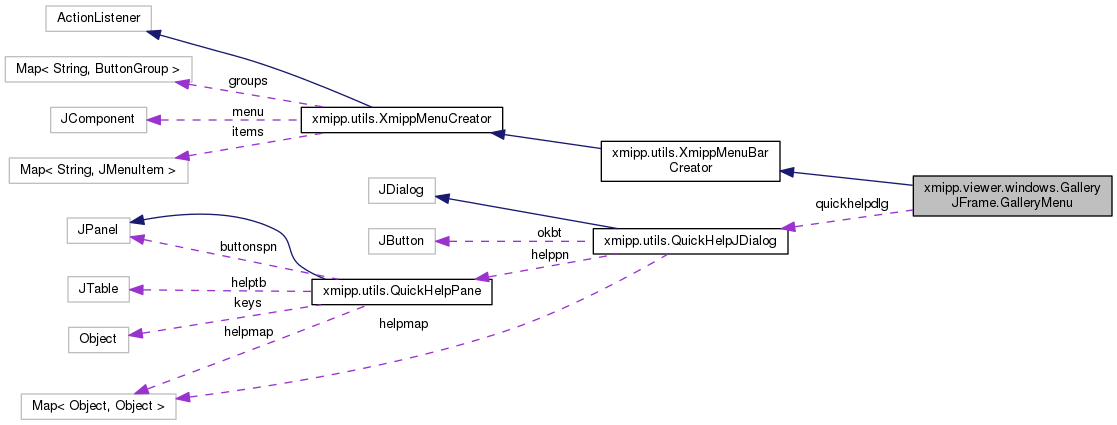 ActionListener
Map< String, ButtonGroup >
groups
JComponent
menu
xmipp.utils.XmippMenuCreator
items
Map< String, JMenuItem >
xmipp.utils.XmippMenuBar
Creator
xmipp.viewer.windows.Gallery
JFrame.GalleryMenu
JDialog
quickhelpdlg
JPanel
JButton
okbt
xmipp.utils.QuickHelpJDialog
buttonspn
helppn
JTable
helptb
xmipp.utils.QuickHelpPane
keys
Object
helpmap
helpmap
Map< Object, Object >